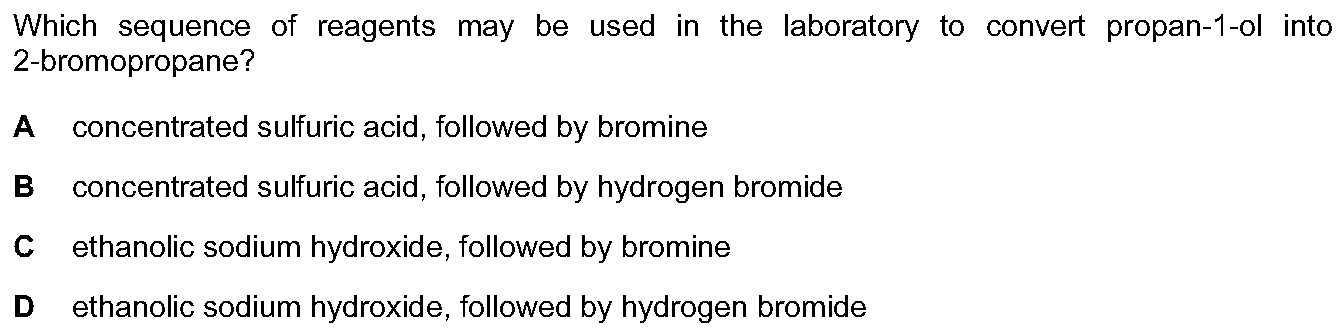 Which sequence of reagents may be used in the laboratory to convert propan-1-ol into
2-bromopropane?
A concentrated sulfuric acid, followed by bromine
B concentrated sulfuric acid, followed by hydrogen bromide
C ethanolic sodium hydroxide, followed by bromine
D ethanolic sodium hydroxide, followed by hydrogen bromide